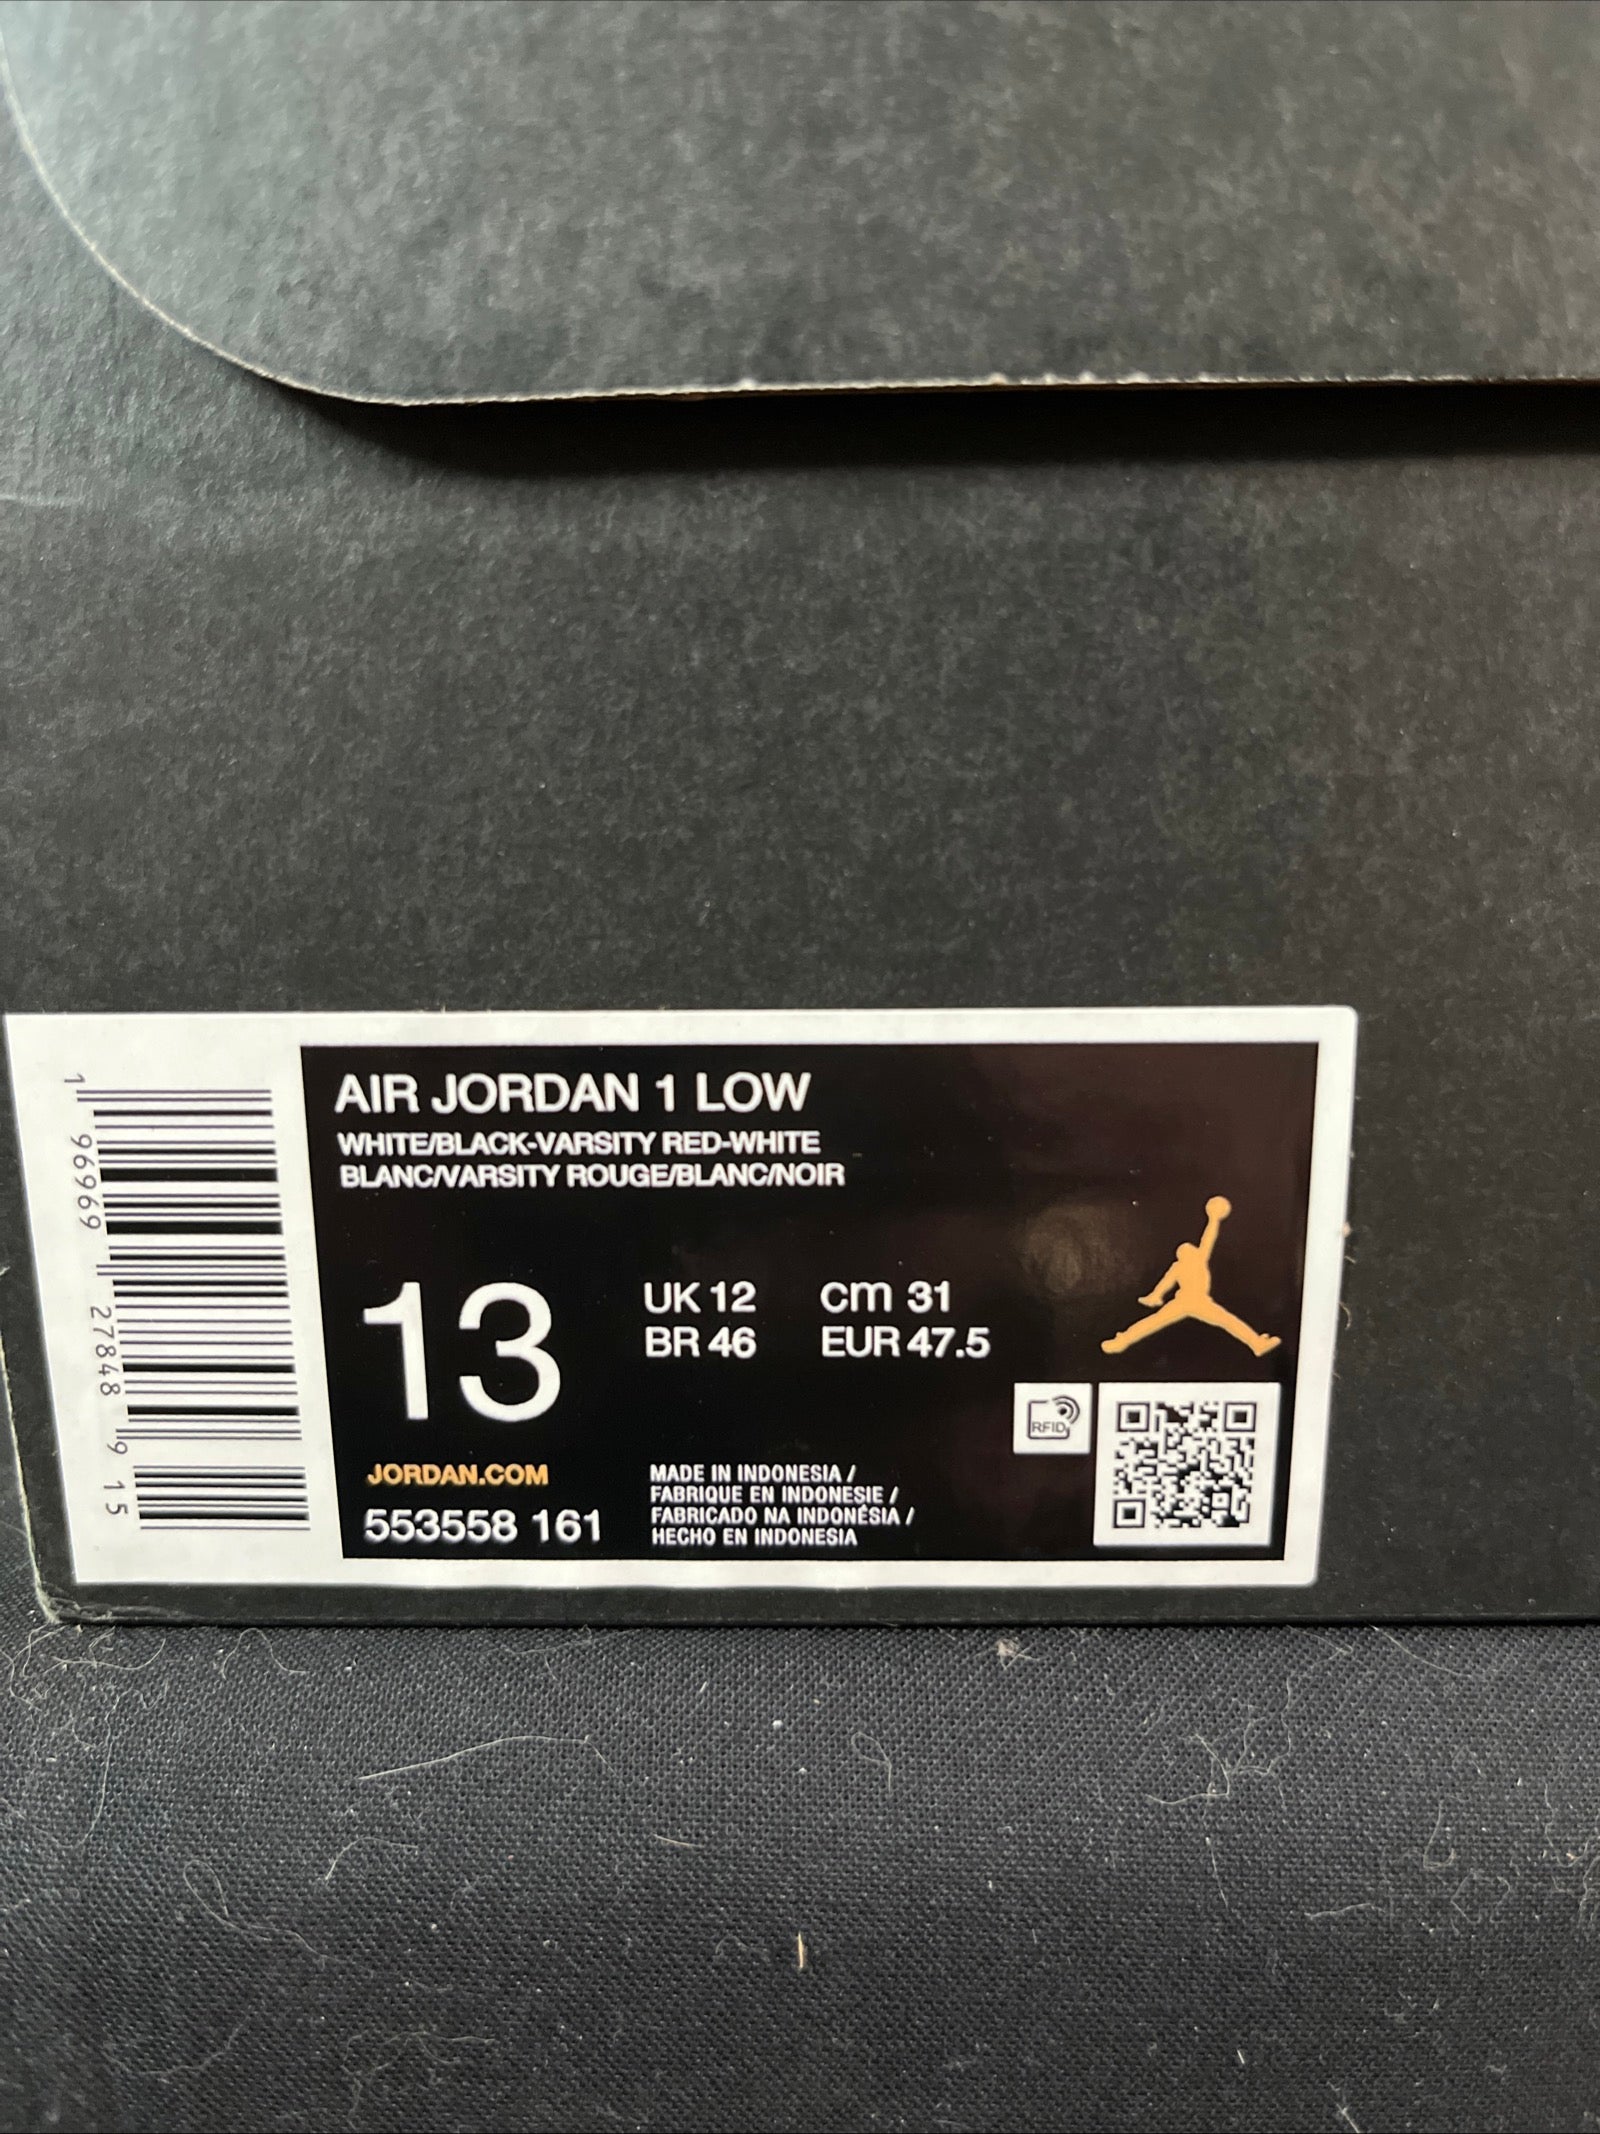 AIR JORDAN 1 LOW
WHITE/BLACK-VARSITY RED-WHITE
BLANC/VARSITY ROUGE/BLANC/NOIR
13
UK 12
BR 46
cm 31
EUR 47.5
JORDAN.COM
553558 161
MADE IN INDONESIA /
FABRIQUE EN INDONESIE /
FABRICADO NA INDONÉSIA /
HECHO EN INDONESIA
RFID
1 96969 27848 9 15